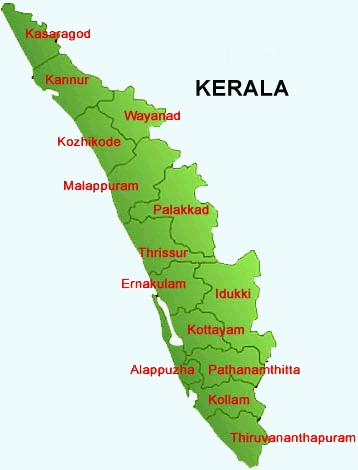 Kasaragod
Kannur
KERALA
Wayanad
Kozhikode
Malappuram
Palakkad
Thrissur
Ernakulam
Idukki
Kottayam
Alappuzha
Pathanamthitta
Kollam
Thiruvananthapuram